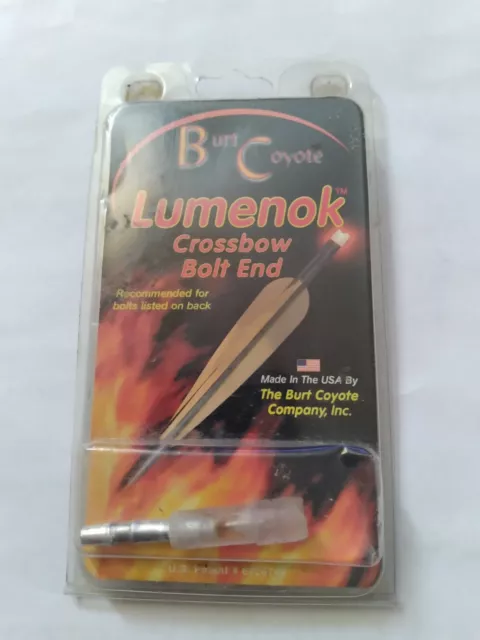 Burt Coyote
Lumenok™
Crossbow
Bolt End
Recommended for
bolts listed on back
Made In The USA By
The Burt Coyote
Company, Inc.